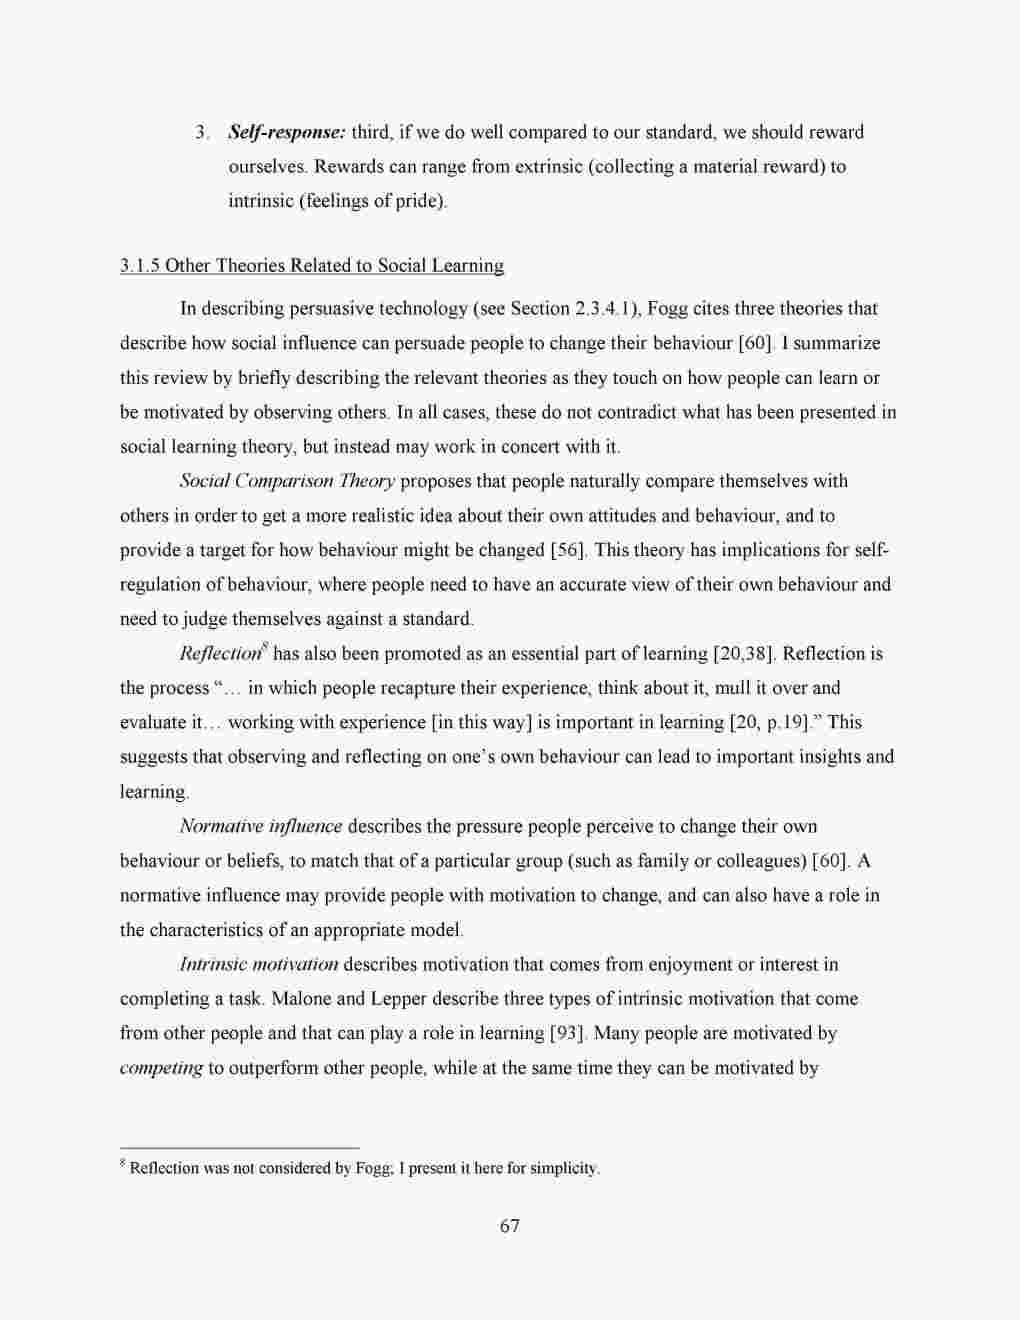 3. Self-response: third, if we do well compared to our standard, we should reward
ourselves. Rewards can range from extrinsic (collecting a material reward) to
intrinsic (feelings of pride).
3.1.5 Other Theories Related to Social Learning
In describing persuasive technology (see Section 2.3.4.1), Fogg cites three theories that
describe how social influence can persuade people to change their behaviour [60]. I summarize
this review by briefly describing the relevant theories as they touch on how people can learn or
be motivated by observing others. In all cases, these do not contradict what has been presented in
social learning theory, but instead may work in concert with it.
Social Comparison Theory proposes that people naturally compare themselves with
others in order to get a more realistic idea about their own attitudes and behaviour, and to
provide a target for how behaviour might be changed [56]. This theory has implications for self-
regulation of behaviour, where people need to have an accurate view of their own behaviour and
need to judge themselves against a standard.
Reflection⁸ has also been promoted as an essential part of learning [20,38]. Reflection is
the process “… in which people recapture their experience, think about it, mull it over and
evaluate it… working with experience [in this way] is important in learning [20, p.19].” This
suggests that observing and reflecting on one’s own behaviour can lead to important insights and
learning.
Normative influence describes the pressure people perceive to change their own
behaviour or beliefs, to match that of a particular group (such as family or colleagues) [60]. A
normative influence may provide people with motivation to change, and can also have a role in
the characteristics of an appropriate model.
Intrinsic motivation describes motivation that comes from enjoyment or interest in
completing a task. Malone and Lepper describe three types of intrinsic motivation that come
from other people and that can play a role in learning [93]. Many people are motivated by
competing to outperform other people, while at the same time they can be motivated by
⁸ Reflection was not considered by Fogg; I present it here for simplicity.
67